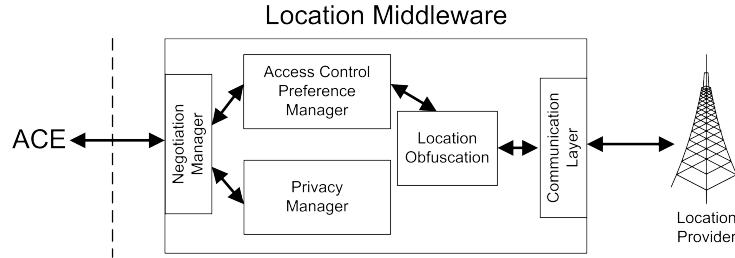 Location Middleware
ACE
Negotiation
Manager
Access Control
Preference
Manager
Privacy
Manager
Location
Obfuscation
Communication
Layer
Location
Provider